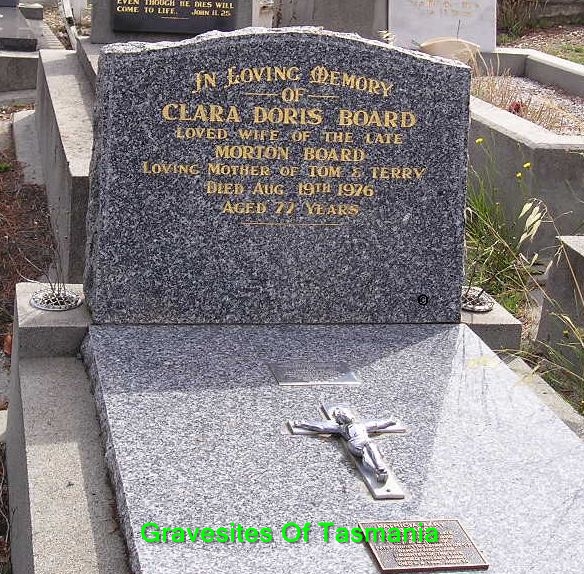 EVEN THOUGH HE DIES WILL
COME TO LIFE. JOHN 11.25.
IN LOVING MEMORY
OF
CLARA DORIS BOARD
LOVED WIFE OF THE LATE
MORTON BOARD
LOVING MOTHER OF TOM & TERRY
DIED AUG 19TH 1976
AGED 77 YEARS
Gravesites Of Tasmania